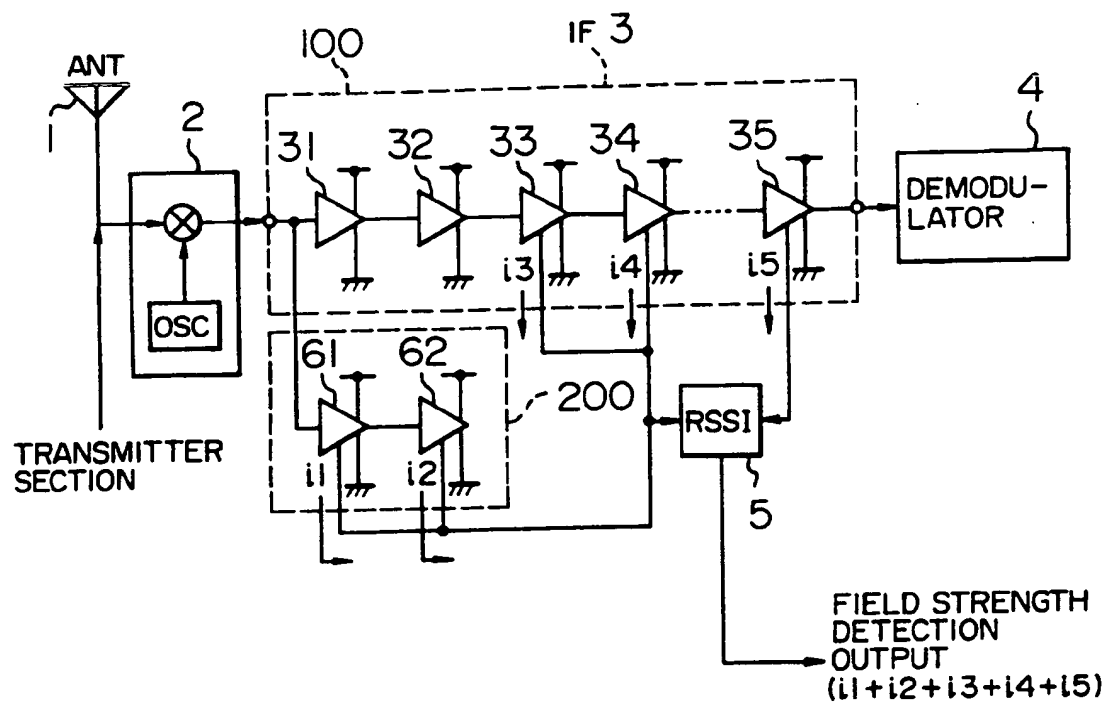 100
IF 3
ANT
1
2
31
32
33
34
35
4
DEMODU-
LATOR
OSC
i3
i4
i5
61
62
200
RSSI
5
TRANSMITTER
SECTION
i1
i2
FIELD STRENGTH
DETECTION
OUTPUT
(i1+i2+i3+i4+i5)